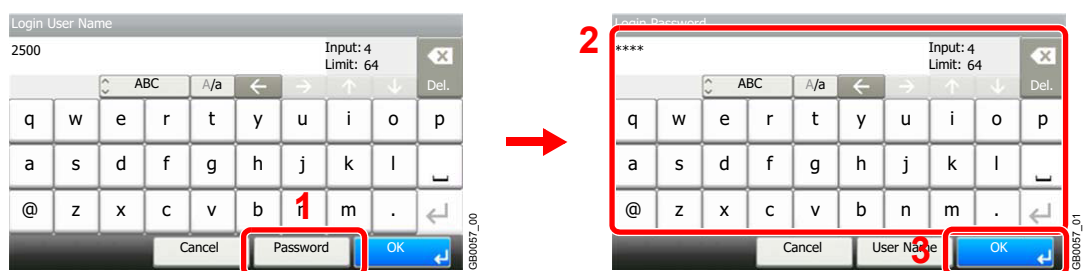 Login User Name
2500
Input: 4
Limit: 64
ABC A/a Del.
q w e r t y u i o p
a s d f g h j k l
@ z x c v b n m .
1
Cancel Password OK
GB0057_00
2
Login Password
****
Input: 4
Limit: 64
ABC A/a Del.
q w e r t y u i o p
a s d f g h j k l
@ z x c v b n m .
Cancel User Name OK
3
GB0057_01